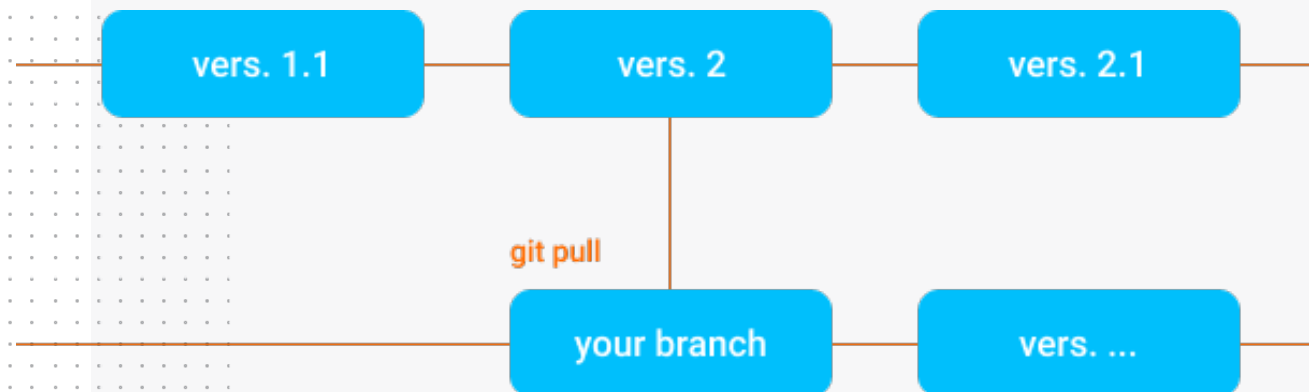 vers. 1.1
vers. 2
vers. 2.1
git pull
your branch
vers. ...